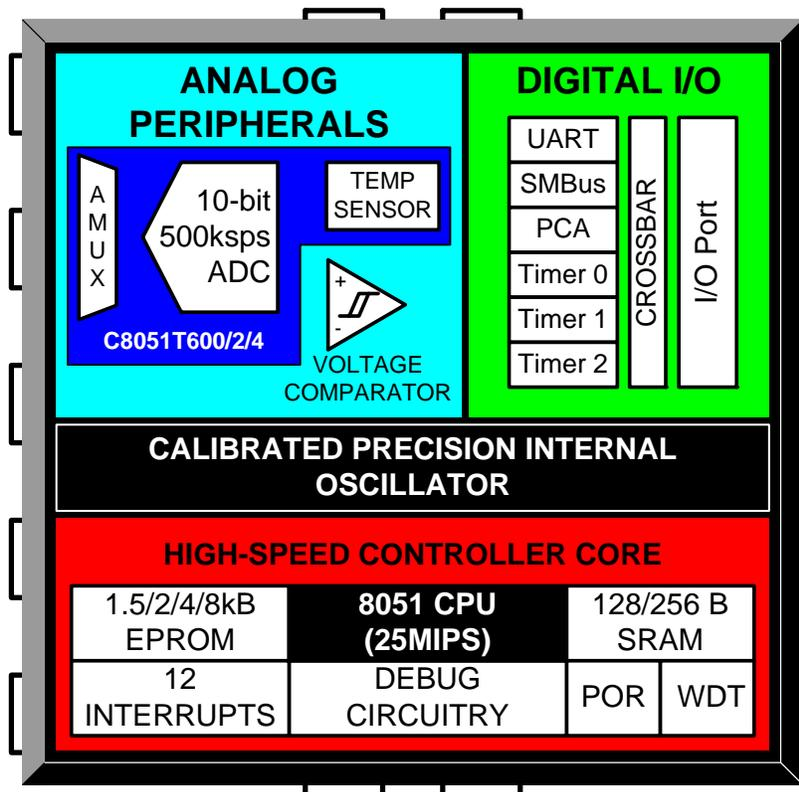 ANALOG
PERIPHERALS
A
M
U
X
10-bit
500ksps
ADC
TEMP
SENSOR
C8051T600/2/4
+
-
VOLTAGE
COMPARATOR
DIGITAL I/O
UART
SMBus
PCA
Timer 0
Timer 1
Timer 2
CROSSBAR
I/O Port
CALIBRATED PRECISION INTERNAL
OSCILLATOR
HIGH-SPEED CONTROLLER CORE
1.5/2/4/8kB
EPROM
8051 CPU
(25MIPS)
128/256 B
SRAM
12
INTERRUPTS
DEBUG
CIRCUITRY
POR
WDT